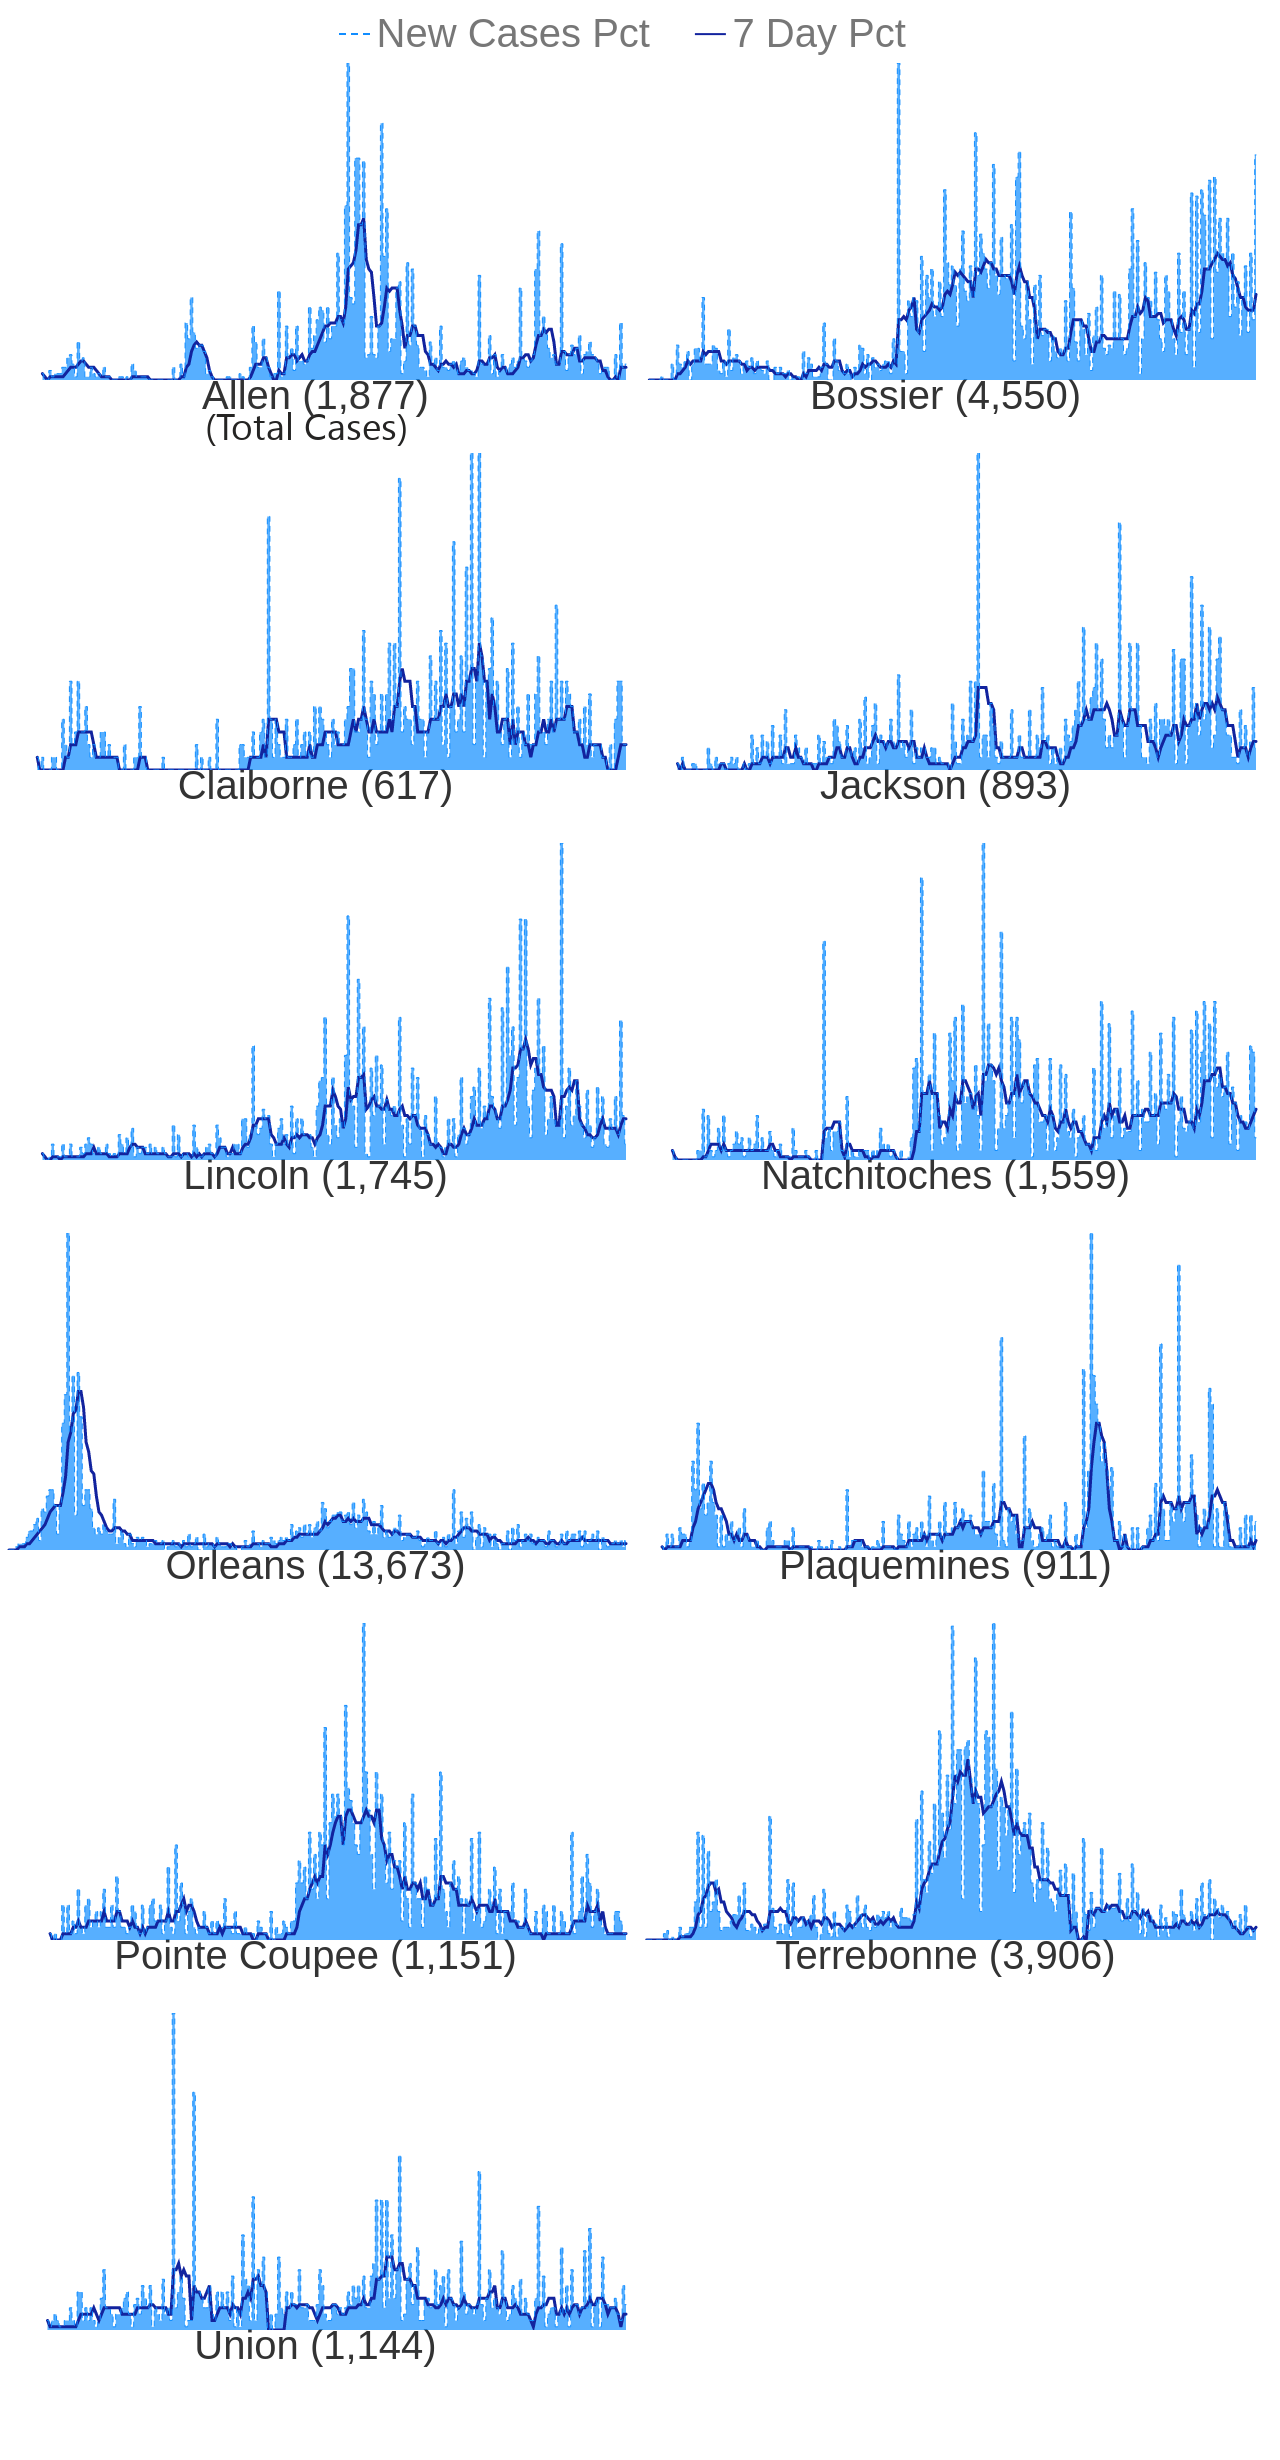 New Cases Pct 7 Day Pct
Allen (1,877) Bossier (4,550)
(Total Cases)
Claiborne (617) Jackson (893)
Lincoln (1,745) Natchitoches (1,559)
Orleans (13,673) Plaquemines (911)
Pointe Coupee (1,151) Terrebonne (3,906)
Union (1,144)